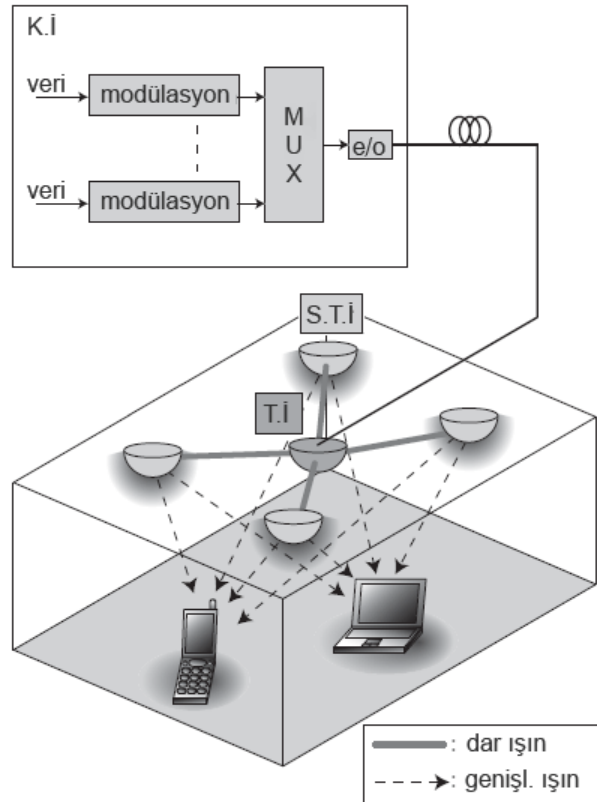 K.İ
veri
modülasyon
M
U
X
e/o
veri
modülasyon
S.T.İ
T.İ
: dar ışın
: genişl. ışın